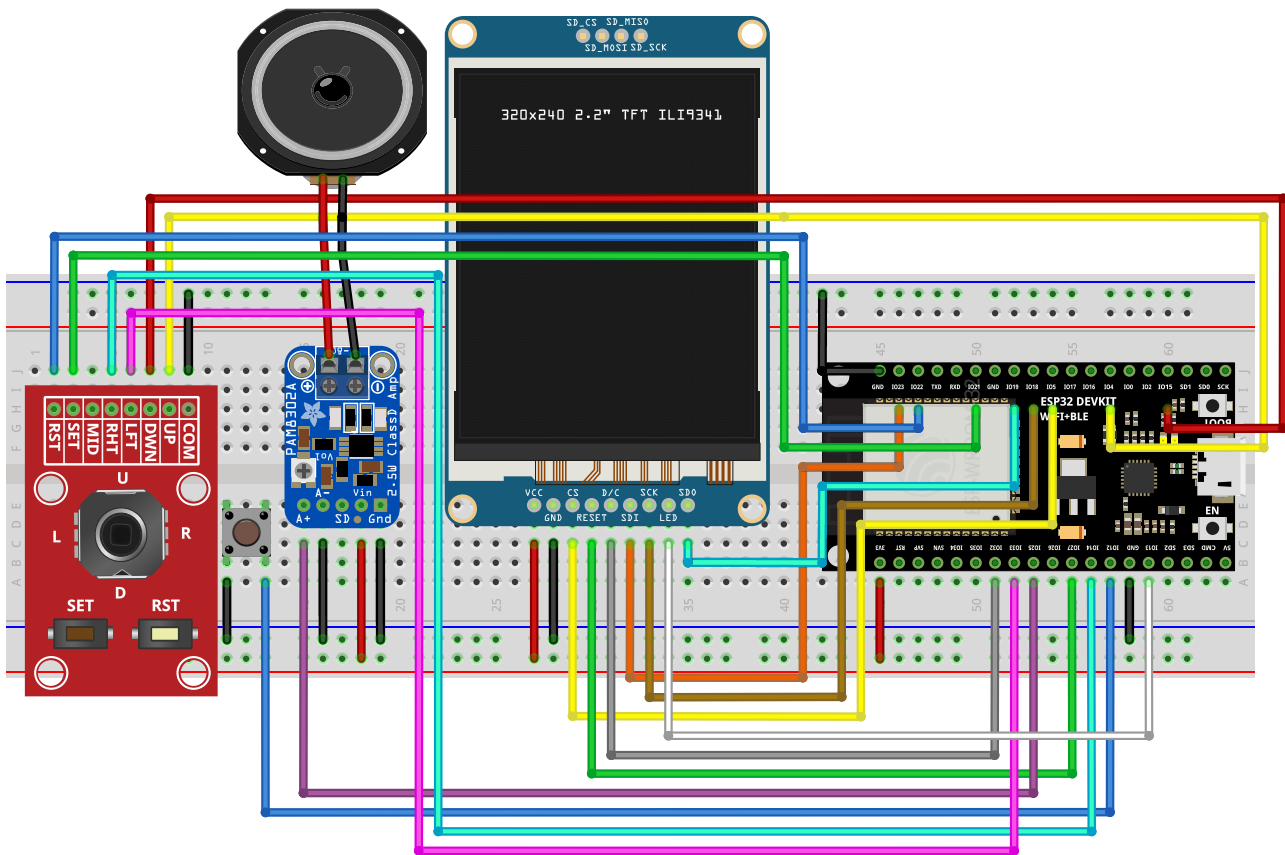 SD_CS SD_MISO
SD_MOSI SD_SCK
320x240 2.2" TFT ILI9341
1
10
20
45
50
55
60
J
I
H
G
F
J
I
H
G
F
GND
IO23
IO22
TXD
RXD
IO21
GND
IO19
IO18
IO5
IO17
IO16
IO4
IO0
IO2
IO15
SD1
SD0
SCK
ESP32 DEVKIT
WIFI+BLE
BOOT
RST
SET
MID
RHT
LFT
DWN
UP
COM
PAM8302A
2.5W ClassD Amp
Vol
A-
Vin
A+
SD
Gnd
U
L
R
D
SET
RST
VCC
CS
D/C
SCK
SDO
GND
RESET
SDI
LED
EN
3V3
RST
SVP
SVN
IO34
IO35
IO32
IO33
IO25
IO26
IO27
IO14
IO12
GND
IO13
SD2
SD3
CMD
5V
E
D
C
B
A
E
D
C
B
A
20
25
35
40
50
60